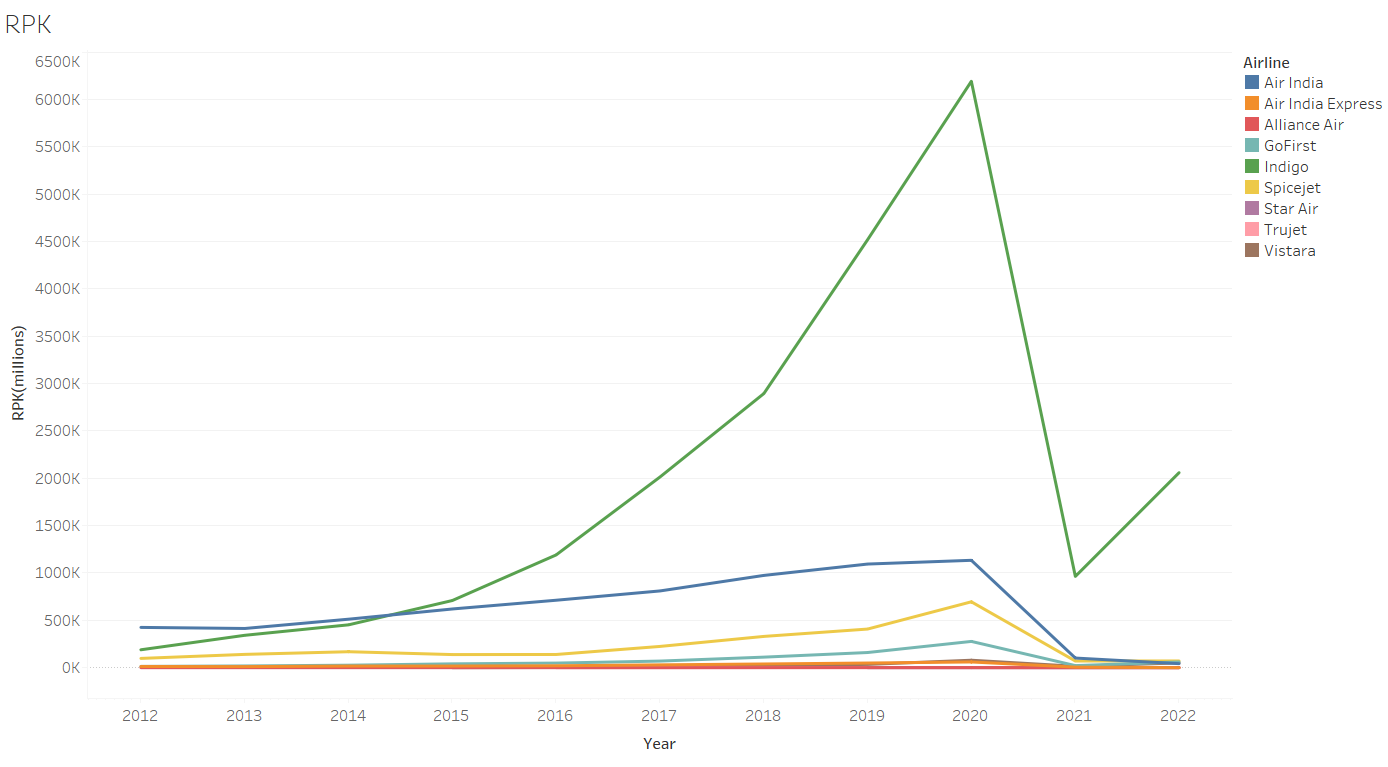 RPK
6500K
6000K
5500K
5000K
4500K
4000K
3500K
3000K
2500K
2000K
1500K
1000K
500K
0K
RPK(millions)
2012 2013 2014 2015 2016 2017 2018 2019 2020 2021 2022
Year
Airline
Air India
Air India Express
Alliance Air
GoFirst
Indigo
Spicejet
Star Air
Trujet
Vistara